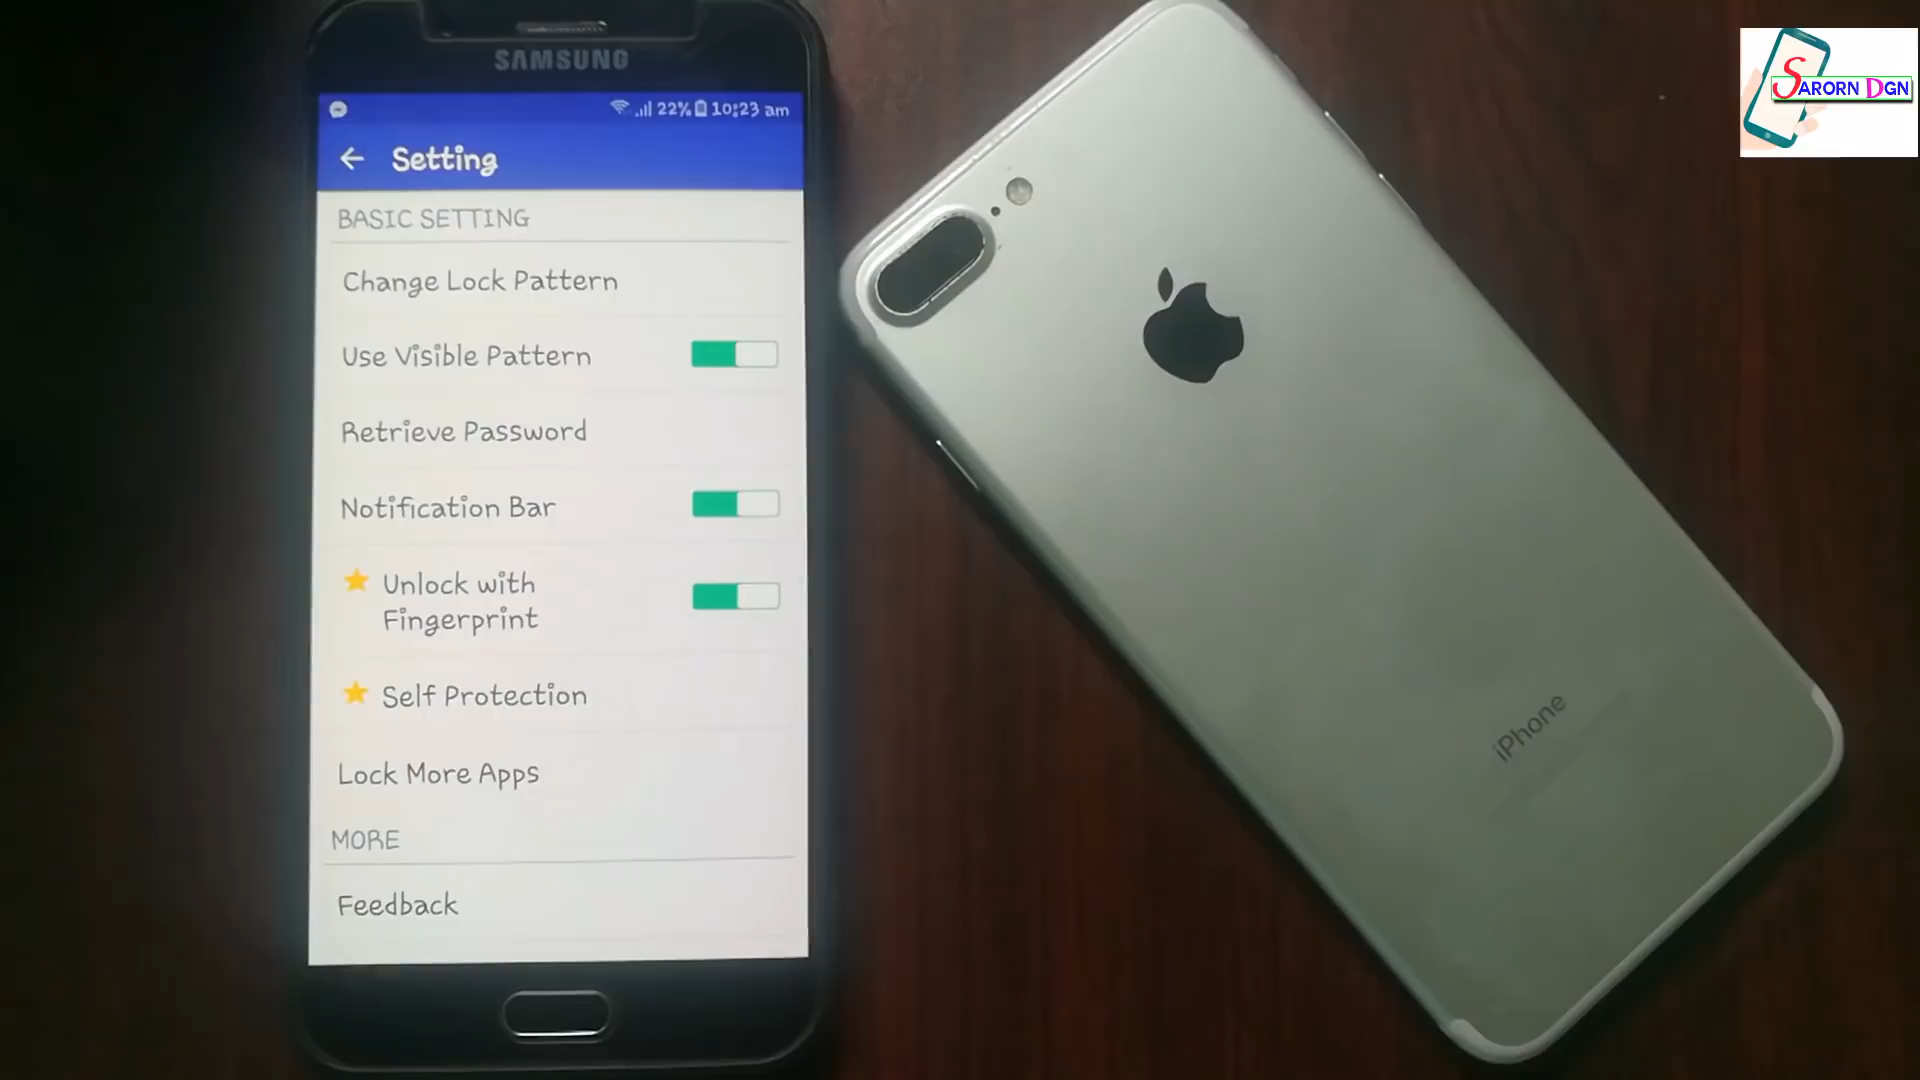 SAMSUNG
22% 10:23 am
Setting
BASIC SETTING
Change Lock Pattern
Use Visible Pattern
Retrieve Password
Notification Bar
Unlock with
Fingerprint
Self Protection
Lock More Apps
MORE
Feedback
iPhone
SARORN DGN